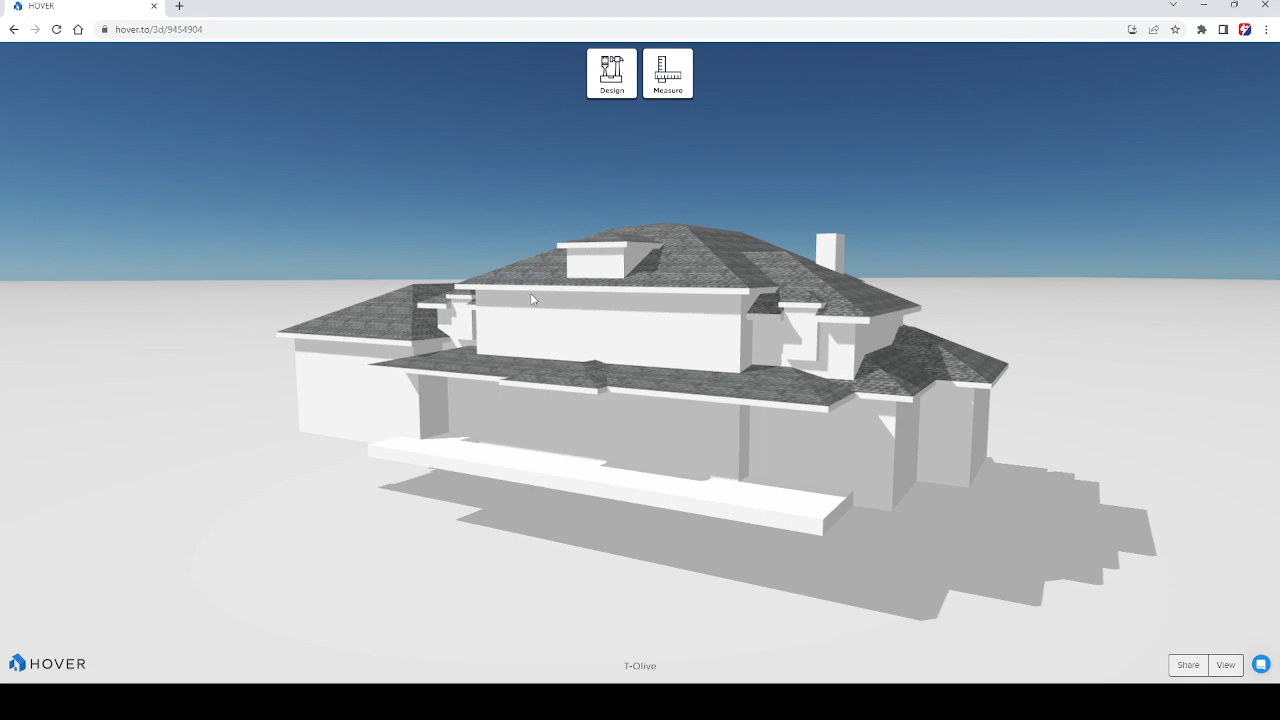 HOVER
hover.to/3d/9454904
Design
Measure
HOVER
T-Olive
Share
View